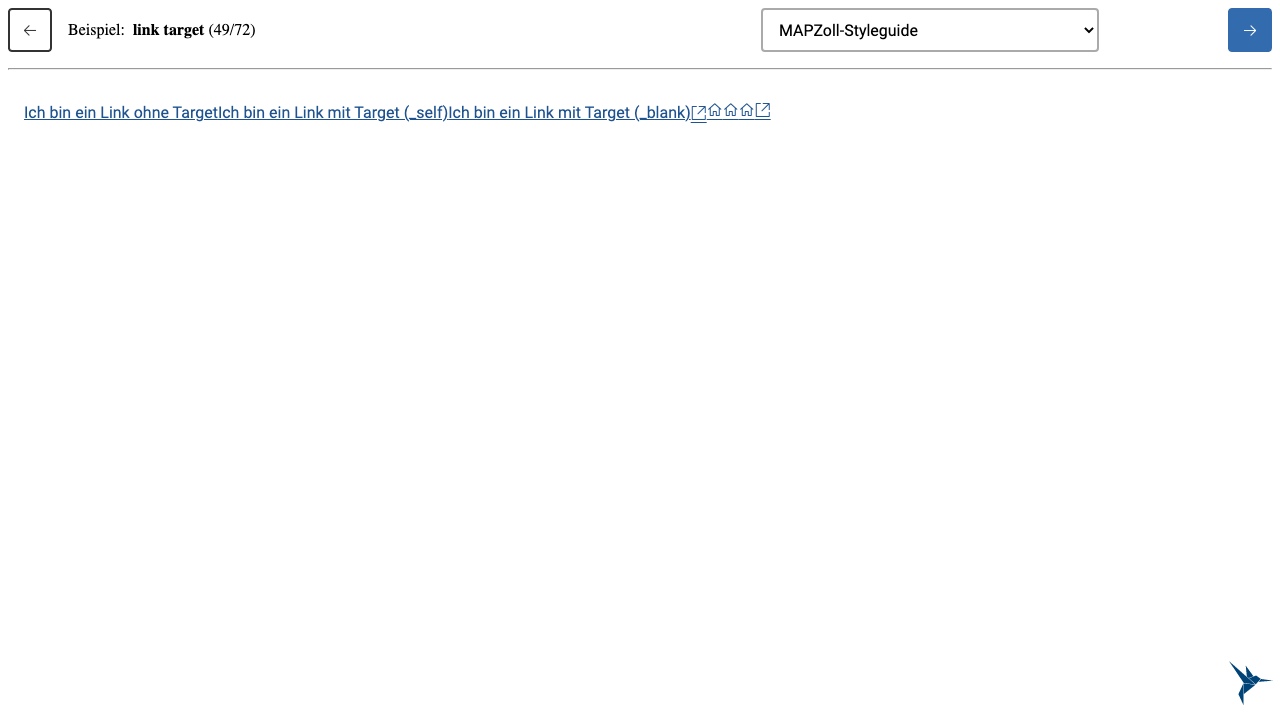 Beispiel: link target (49/72)
MAPZoll-Styleguide
Ich bin ein Link ohne TargetIch bin ein Link mit Target (_self)Ich bin ein Link mit Target (_blank)